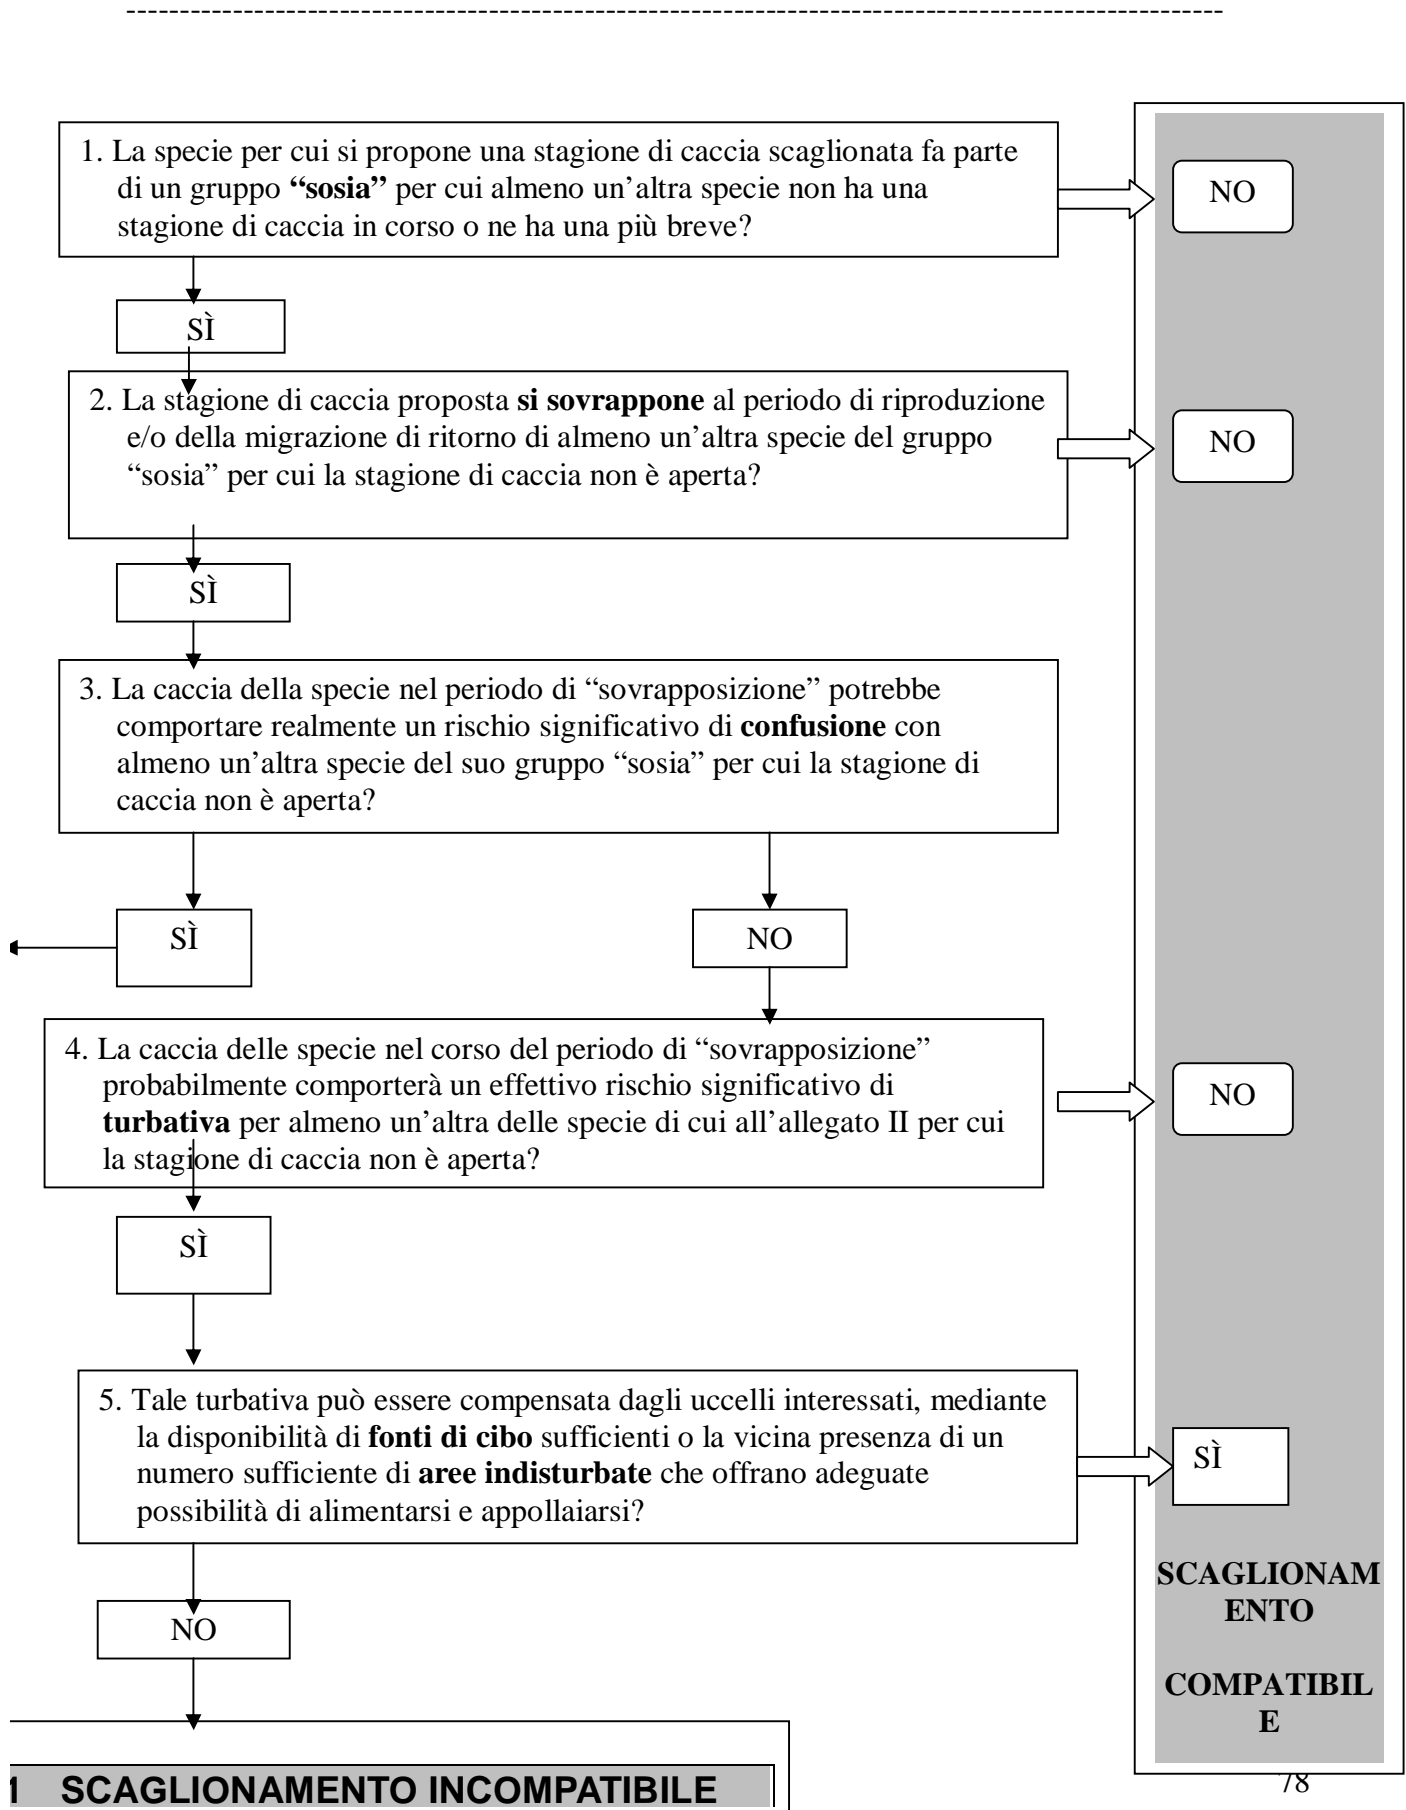 --------------------------------------------------------------------------------------------
1. La specie per cui si propone una stagione di caccia scaglionata fa parte
di un gruppo “sosia” per cui almeno un’altra specie non ha una
stagione di caccia in corso o ne ha una più breve?
NO
SÌ
2. La stagione di caccia proposta si sovrappone al periodo di riproduzione
e/o della migrazione di ritorno di almeno un’altra specie del gruppo
“sosia” per cui la stagione di caccia non è aperta?
NO
SÌ
3. La caccia della specie nel periodo di “sovrapposizione” potrebbe
comportare realmente un rischio significativo di confusione con
almeno un’altra specie del suo gruppo “sosia” per cui la stagione di
caccia non è aperta?
SÌ
NO
4. La caccia delle specie nel corso del periodo di “sovrapposizione”
probabilmente comporterà un effettivo rischio significativo di
turbativa per almeno un’altra delle specie di cui all’allegato II per cui
la stagione di caccia non è aperta?
NO
SÌ
5. Tale turbativa può essere compensata dagli uccelli interessati, mediante
la disponibilità di fonti di cibo sufficienti o la vicina presenza di un
numero sufficiente di aree indisturbate che offrano adeguate
possibilità di alimentarsi e appollaiarsi?
SÌ
SCAGLIONAM
ENTO
COMPATIBIL
E
NO
1 SCAGLIONAMENTO INCOMPATIBILE
78